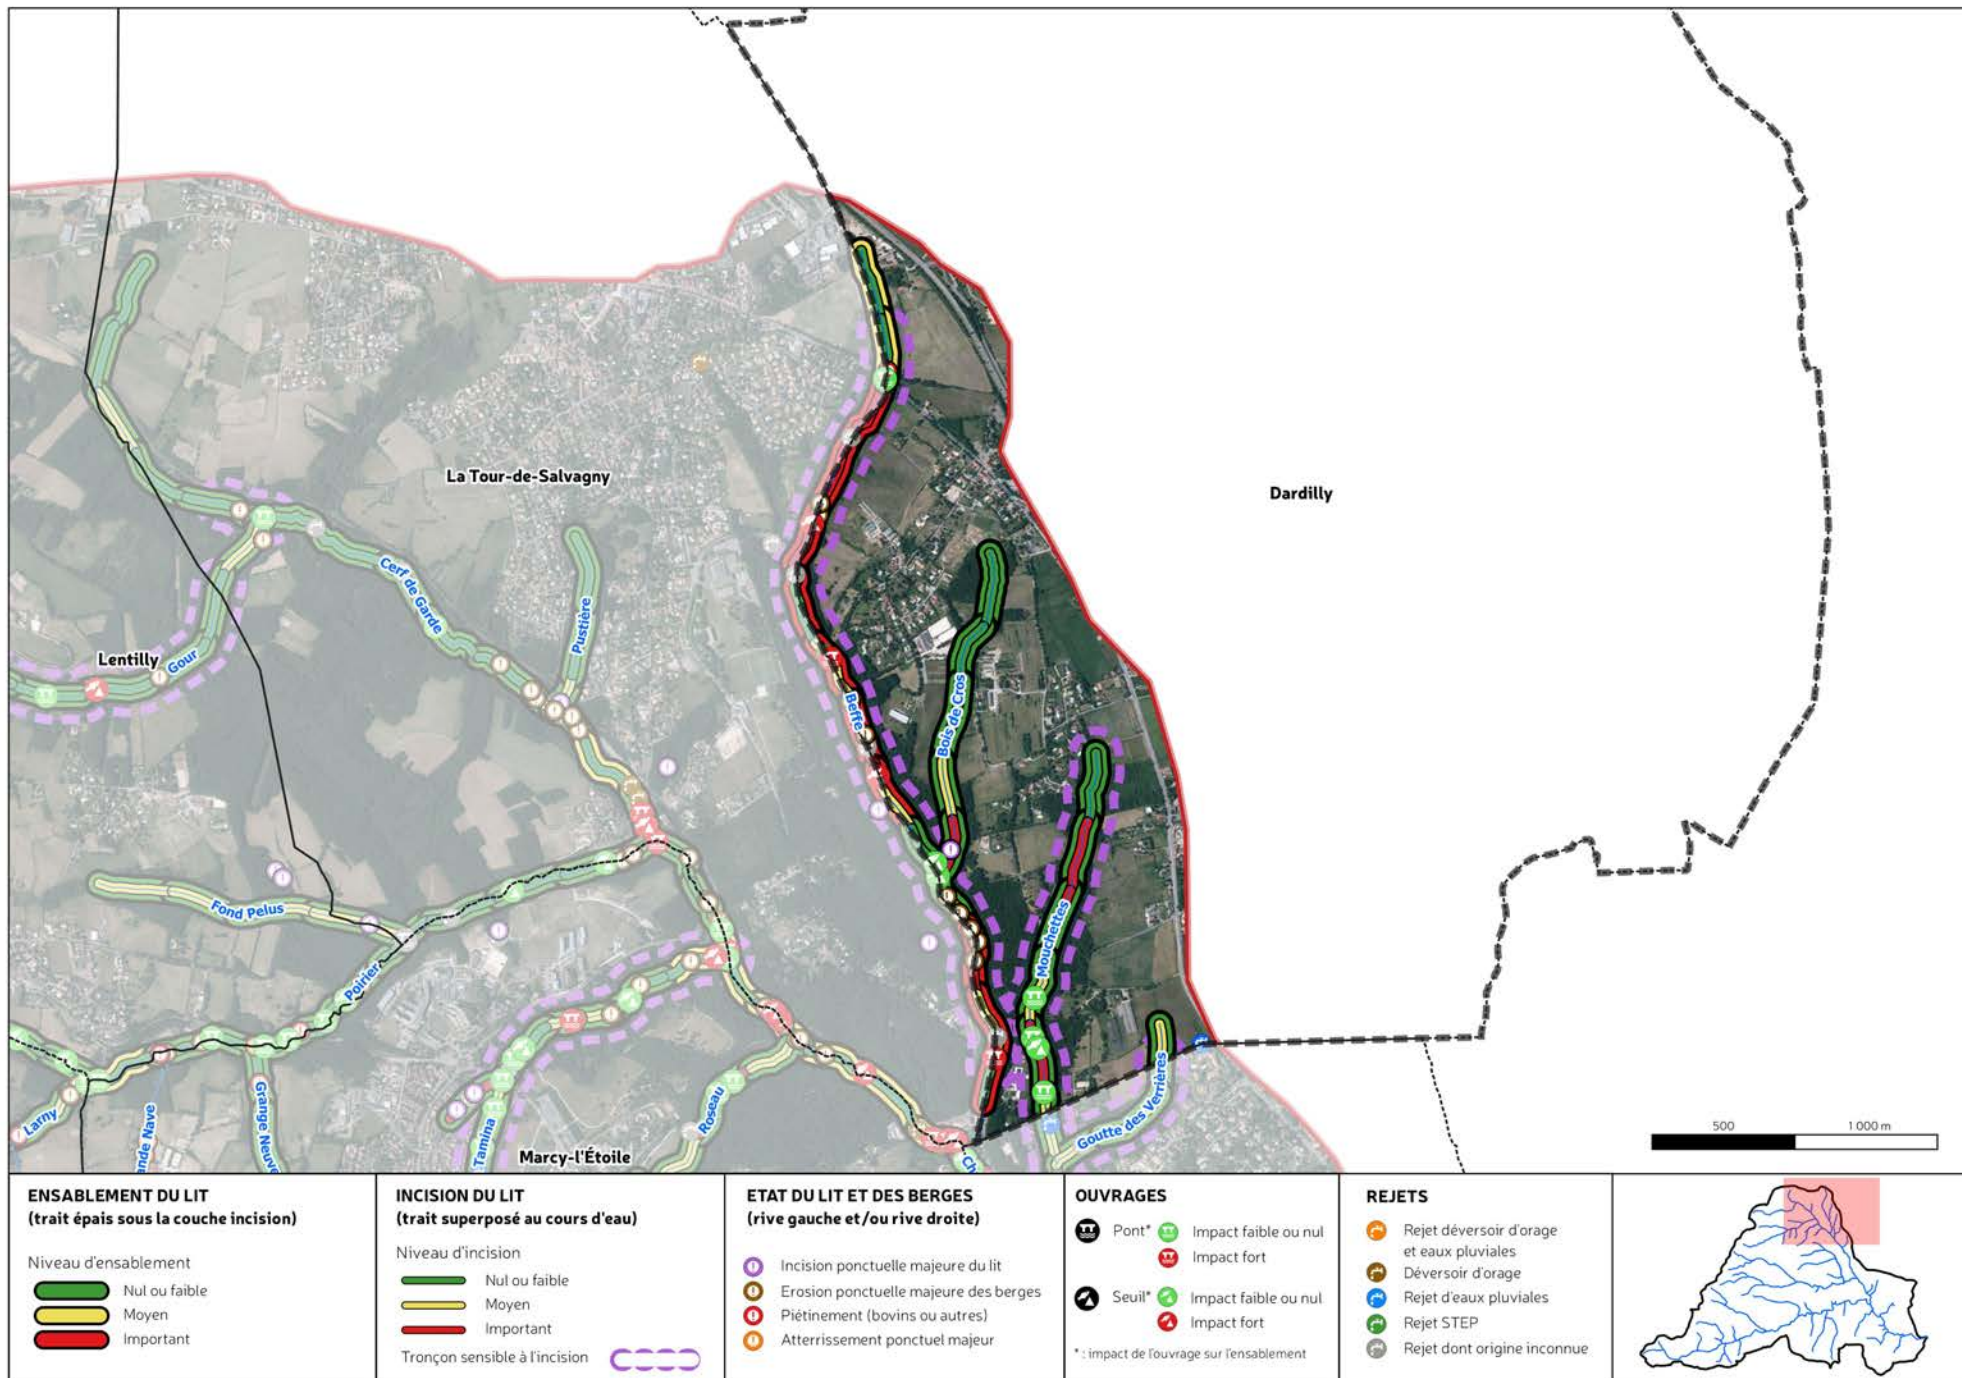 La Tour-de-Salvagny
Dardilly
Cerf de Garde
Pustière
Lentilly
Gour
Beffe
Bois de Cros
Fond Pelus
Mouchettes
Poirier
Larny
ande Nave
Grange Neuve
Tamina
Roseau
Marcy-l'Étoile
Ch
Goutte des Verrières
500
1 000 m
ENSABLEMENT DU LIT
(trait épais sous la couche incision)
Niveau d'ensablement
Nul ou faible
Moyen
Important
INCISION DU LIT
(trait superposé au cours d'eau)
Niveau d'incision
Nul ou faible
Moyen
Important
Tronçon sensible à l'incision
ETAT DU LIT ET DES BERGES
(rive gauche et/ou rive droite)
Incision ponctuelle majeure du lit
Erosion ponctuelle majeure des berges
Piétinement (bovins ou autres)
Atterrissement ponctuel majeur
OUVRAGES
Pont* Impact faible ou nul
Impact fort
Seuil* Impact faible ou nul
Impact fort
* : impact de l'ouvrage sur l'ensablement
REJETS
Rejet déversoir d'orage
et eaux pluviales
Déversoir d'orage
Rejet d'eaux pluviales
Rejet STEP
Rejet dont origine inconnue